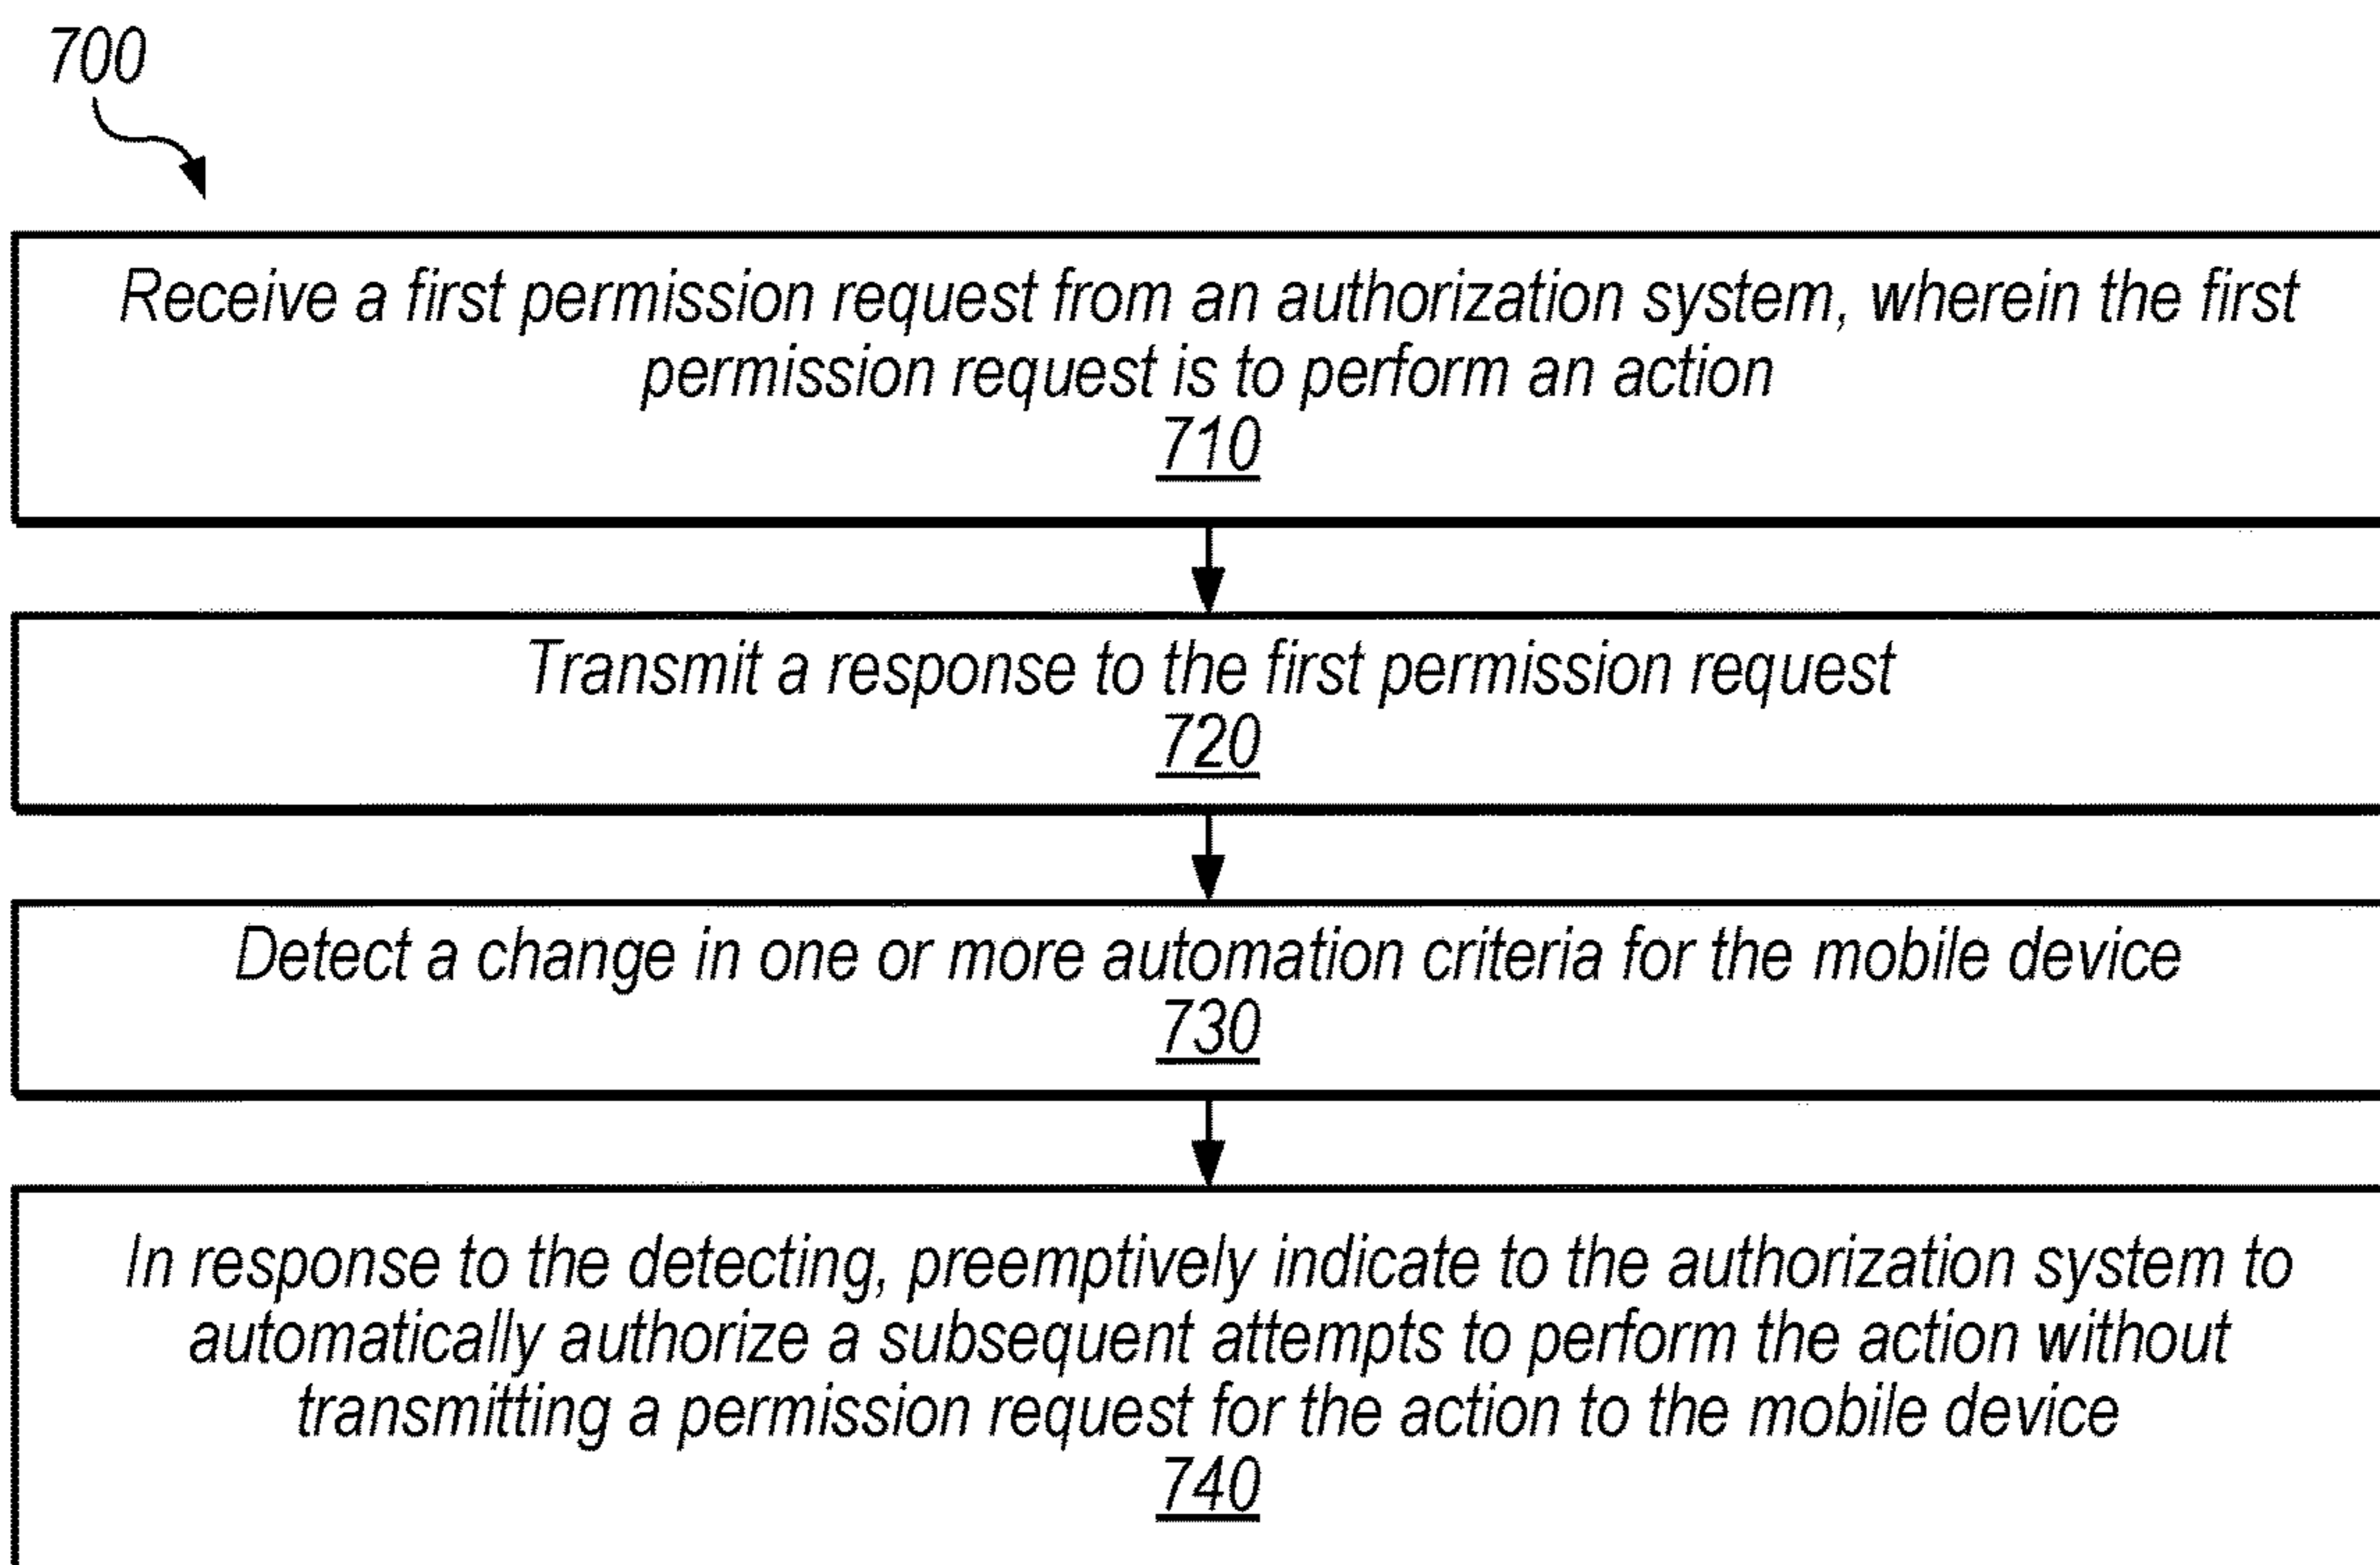 700
Receive a first permission request from an authorization system, wherein the first
permission request is to perform an action
710
Transmit a response to the first permission request
720
Detect a change in one or more automation criteria for the mobile device
730
In response to the detecting, preemptively indicate to the authorization system to
automatically authorize a subsequent attempts to perform the action without
transmitting a permission request for the action to the mobile device
740